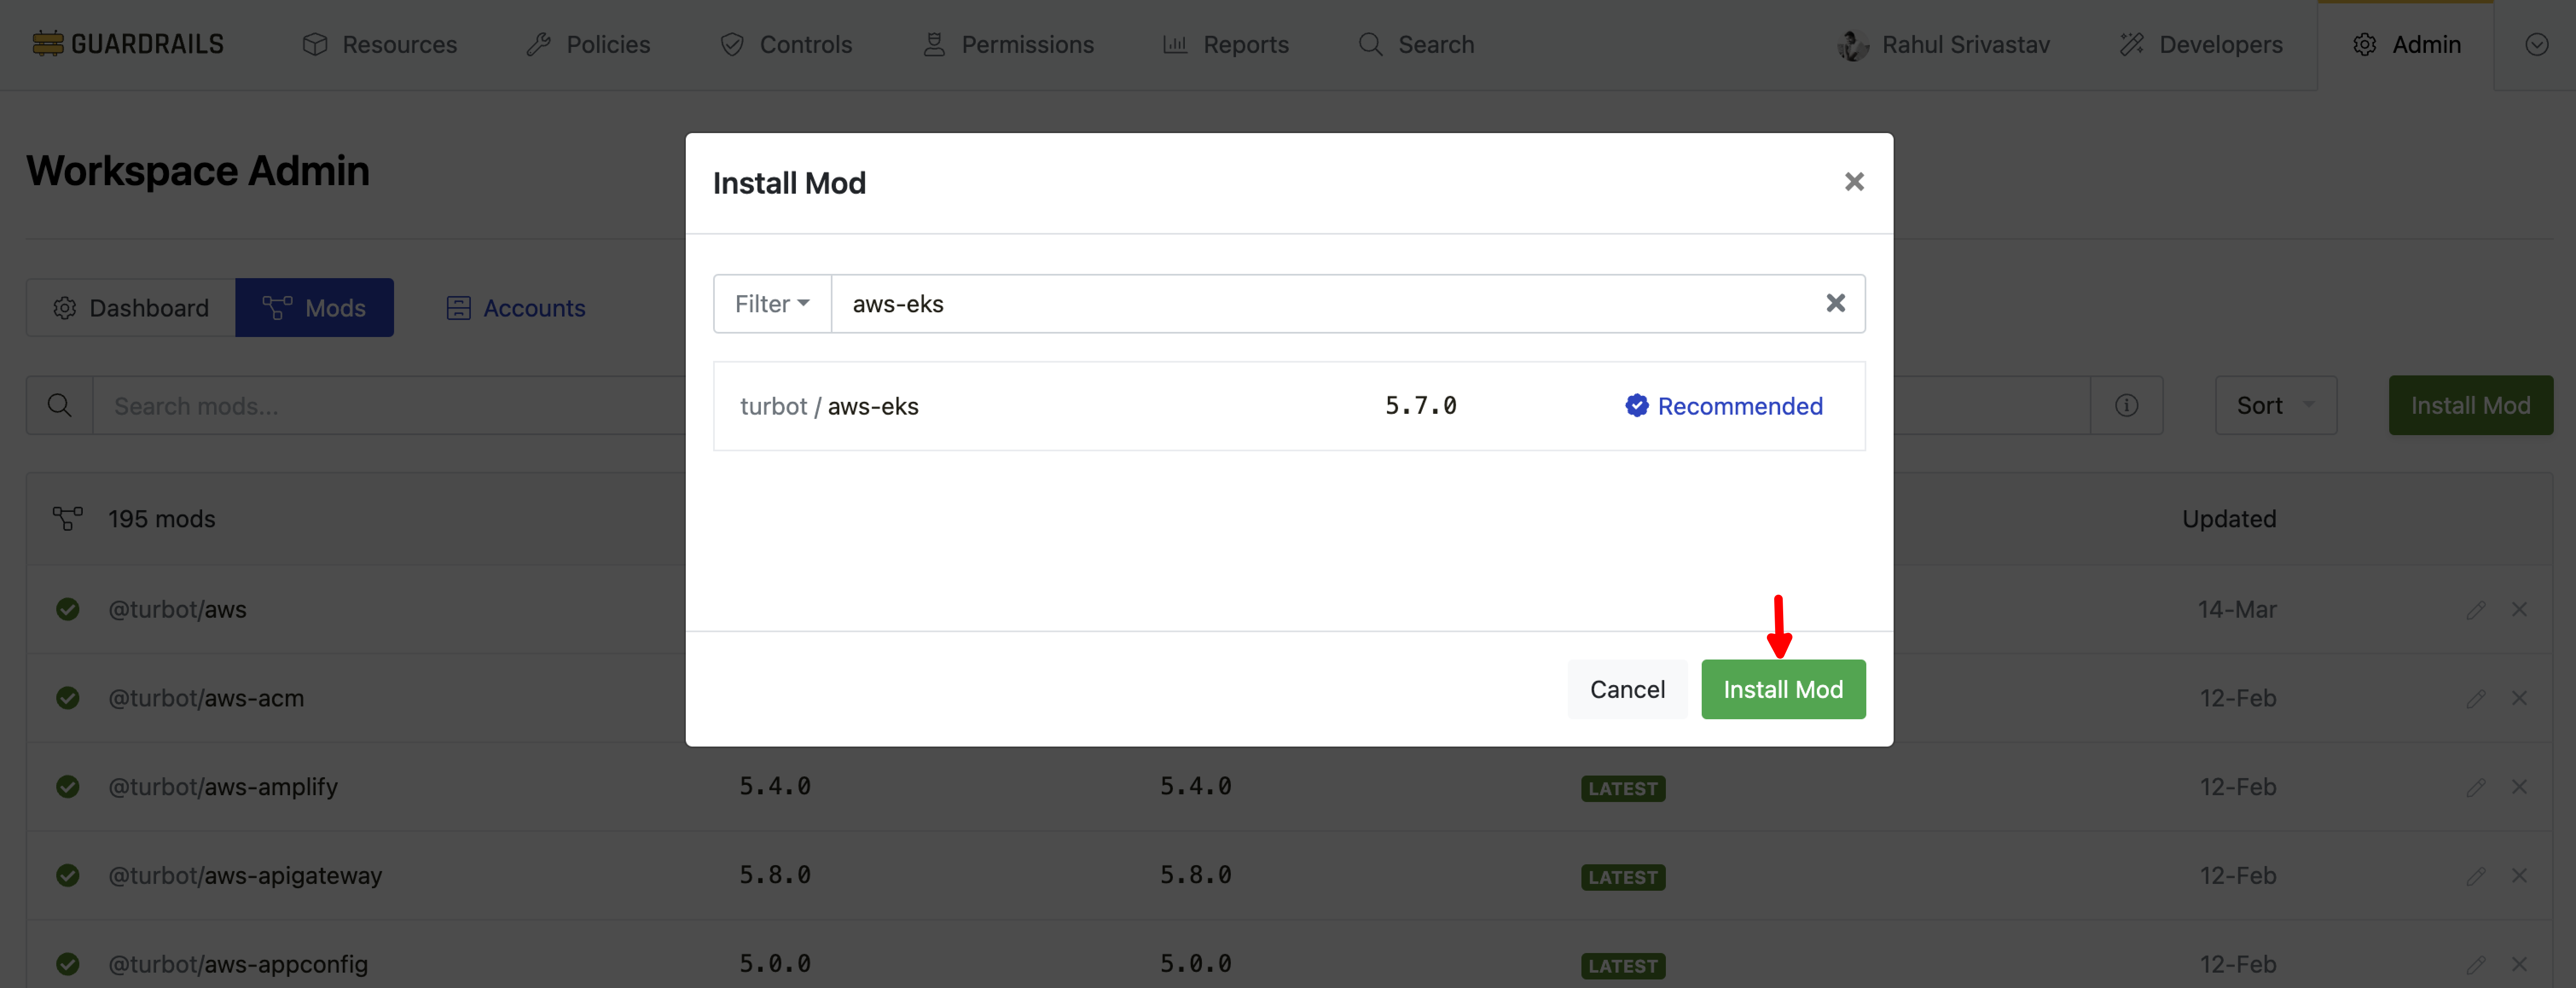 GUARDRAILS Resources Policies Controls Permissions Reports Search Rahul Srivastav Developers Admin
Workspace Admin
Dashboard Mods Accounts
Search mods... Sort Install Mod
195 mods Updated
@turbot/aws 14-Mar
@turbot/aws-acm 12-Feb
@turbot/aws-amplify 5.4.0 5.4.0 LATEST 12-Feb
@turbot/aws-apigateway 5.8.0 5.8.0 LATEST 12-Feb
@turbot/aws-appconfig 5.0.0 5.0.0 LATEST 12-Feb
Install Mod
Filter aws-eks
turbot / aws-eks 5.7.0 Recommended
Cancel Install Mod